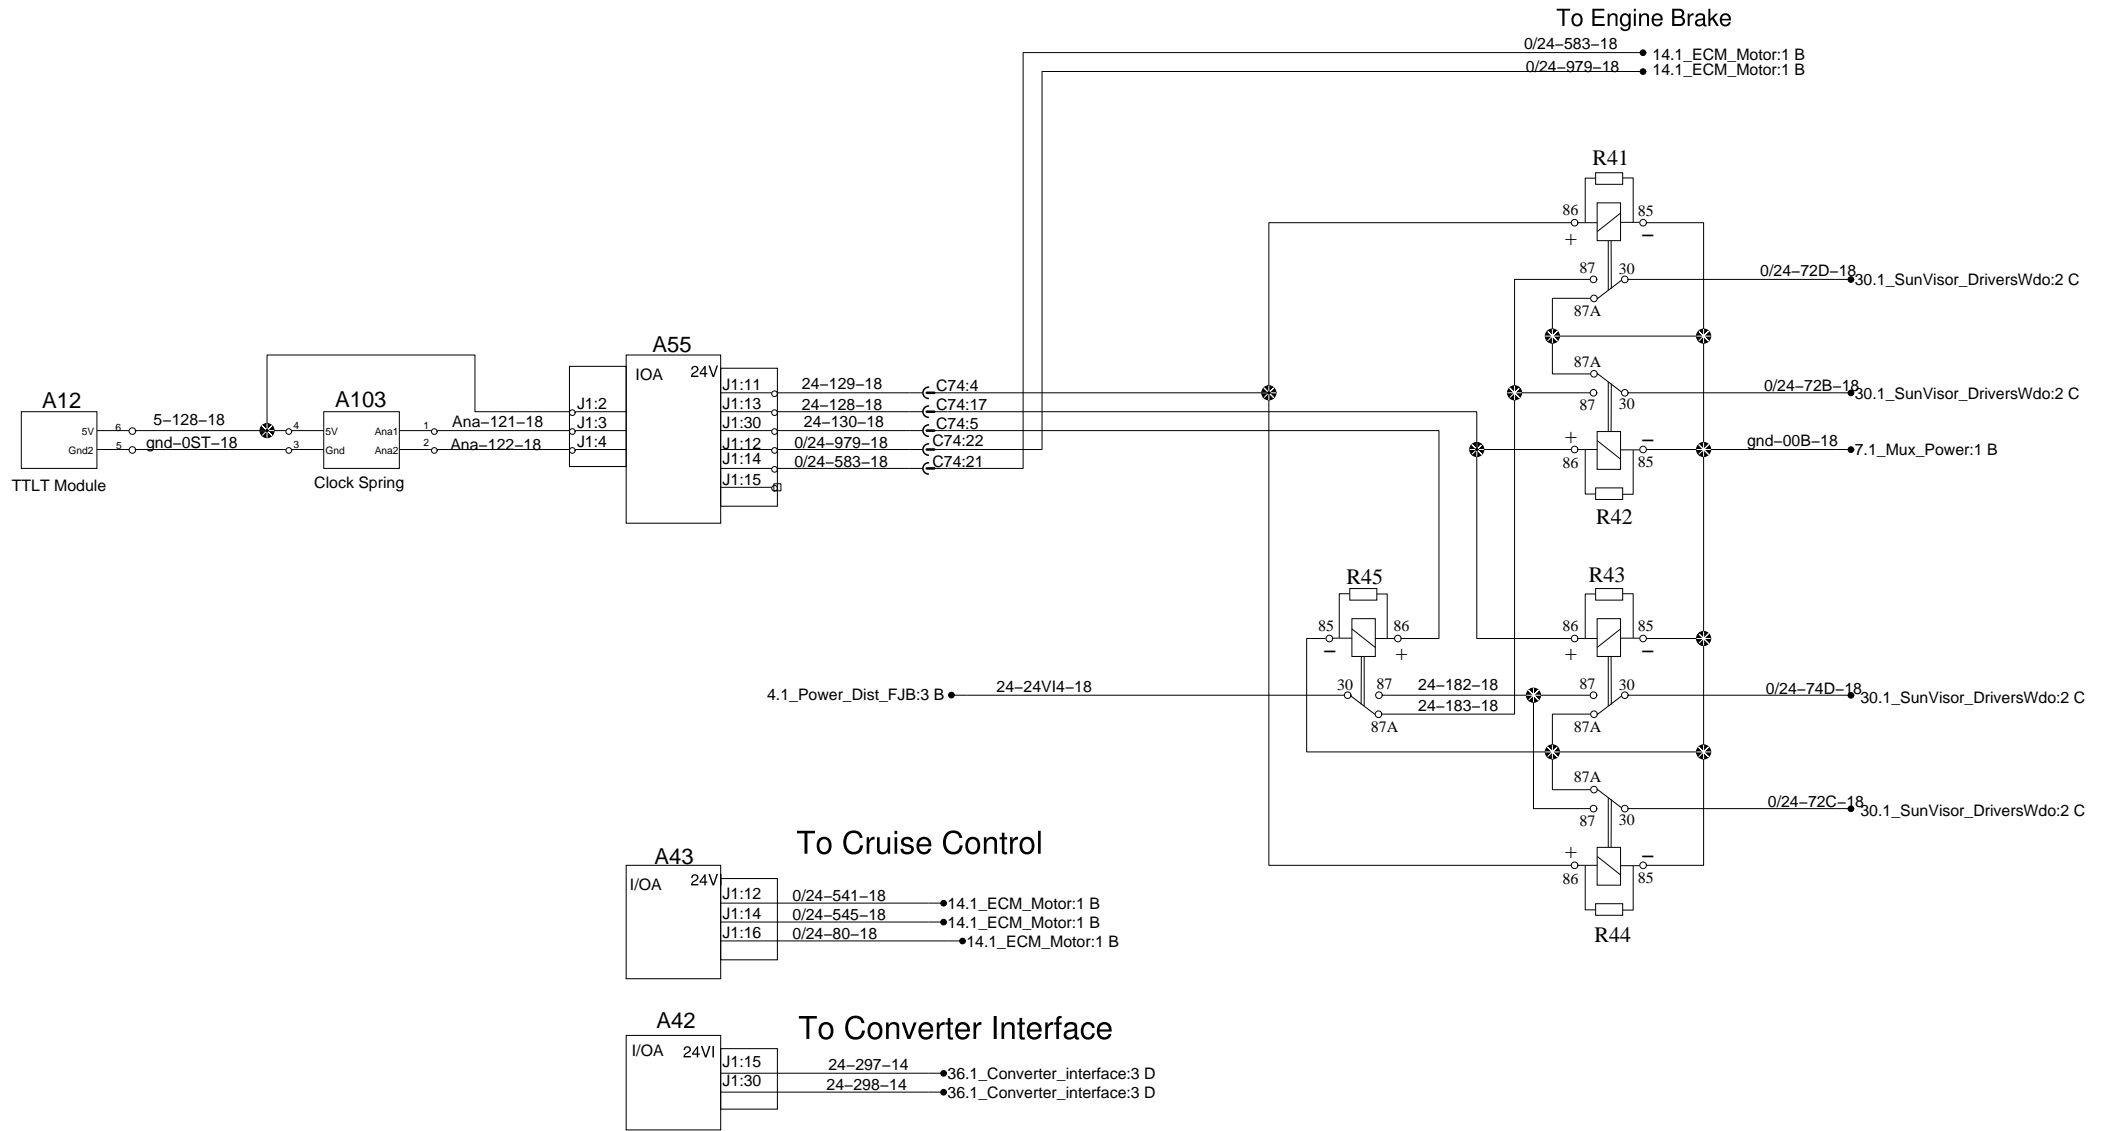 To Engine Brake
0/24-583-18
14.1_ECM_Motor:1 B
0/24-979-18
14.1_ECM_Motor:1 B
R41
86
85
+
−
87
30
0/24-72D-18
30.1_SunVisor_DriversWdo:2 C
87A
87A
87
30
0/24-72B-18
30.1_SunVisor_DriversWdo:2 C
+
−
86
85
gnd-00B-18
7.1_Mux_Power:1 B
R42
A12
5V
Gnd2
6
5
TTLT Module
5-128-18
gnd-0ST-18
A103
4
3
5V
Gnd
Ana1
Ana2
1
2
Clock Spring
Ana-121-18
Ana-122-18
A55
IOA
24V
J1:2
J1:3
J1:4
J1:11
24-129-18
C74:4
J1:13
24-128-18
C74:17
J1:30
24-130-18
C74:5
J1:12
0/24-979-18
C74:22
J1:14
0/24-583-18
C74:21
J1:15
R45
85
86
−
+
4.1_Power_Dist_FJB:3 B
24-24VI4-18
30
87
24-182-18
24-183-18
87A
R43
86
85
+
−
87
30
0/24-74D-18
30.1_SunVisor_DriversWdo:2 C
87A
87A
87
30
0/24-72C-18
30.1_SunVisor_DriversWdo:2 C
+
−
86
85
R44
To Cruise Control
A43
I/OA
24V
J1:12
0/24-541-18
14.1_ECM_Motor:1 B
J1:14
0/24-545-18
14.1_ECM_Motor:1 B
J1:16
0/24-80-18
14.1_ECM_Motor:1 B
To Converter Interface
A42
I/OA
24VI
J1:15
24-297-14
36.1_Converter_interface:3 D
J1:30
24-298-14
36.1_Converter_interface:3 D